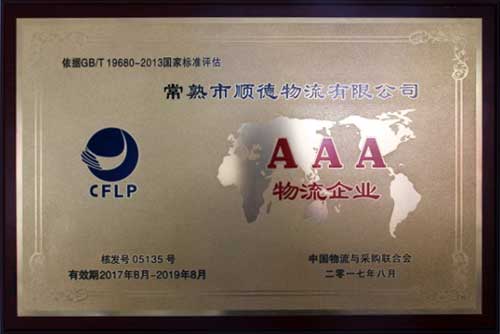 依据GB/T 19680-2013国家标准评估
常熟市顺德物流有限公司
AAA
物流企业
CFLP
核发号 05135 号
有效期2017年8月-2019年8月
中国物流与采购联合会
二零一七年八月